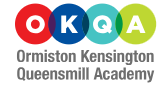 OKQA
Ormiston Kensington
Queensmill Academy